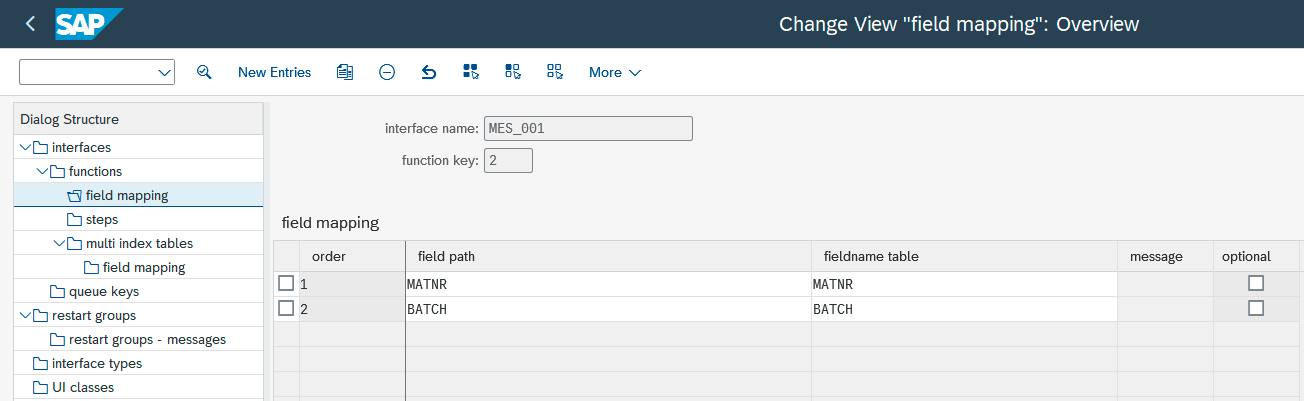 SAP
Change View "field mapping": Overview
New Entries
More
Dialog Structure
interfaces
functions
field mapping
steps
multi index tables
field mapping
queue keys
restart groups
restart groups - messages
interface types
UI classes
interface name: MES_001
function key: 2
field mapping
order field path fieldname table message optional
1 MATNR MATNR
2 BATCH BATCH